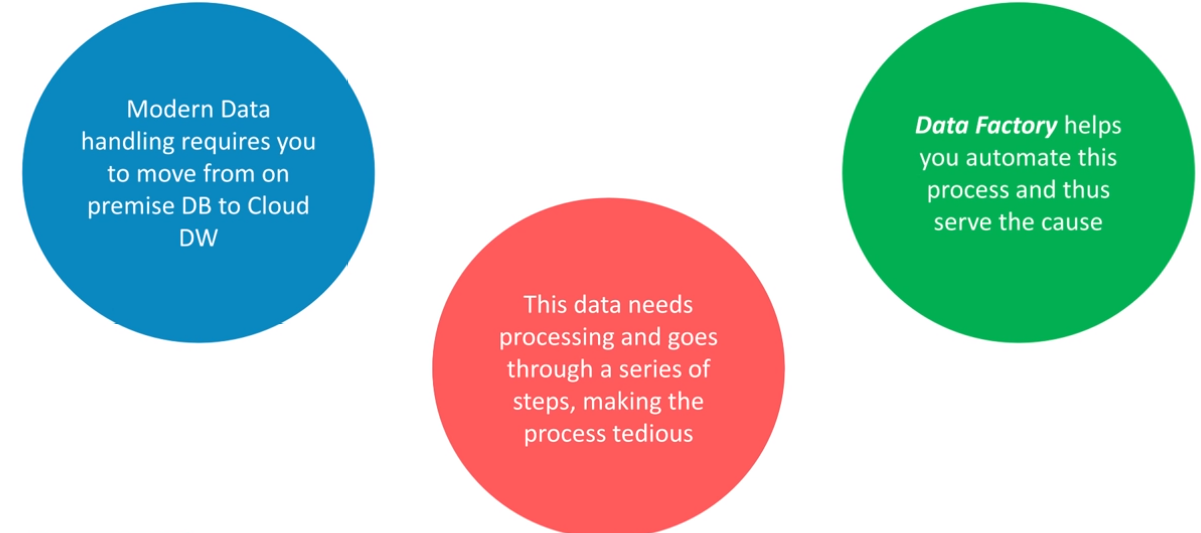 Modern Data
handling requires you
to move from on
premise DB to Cloud
DW
This data needs
processing and goes
through a series of
steps, making the
process tedious
Data Factory helps
you automate this
process and thus
serve the cause